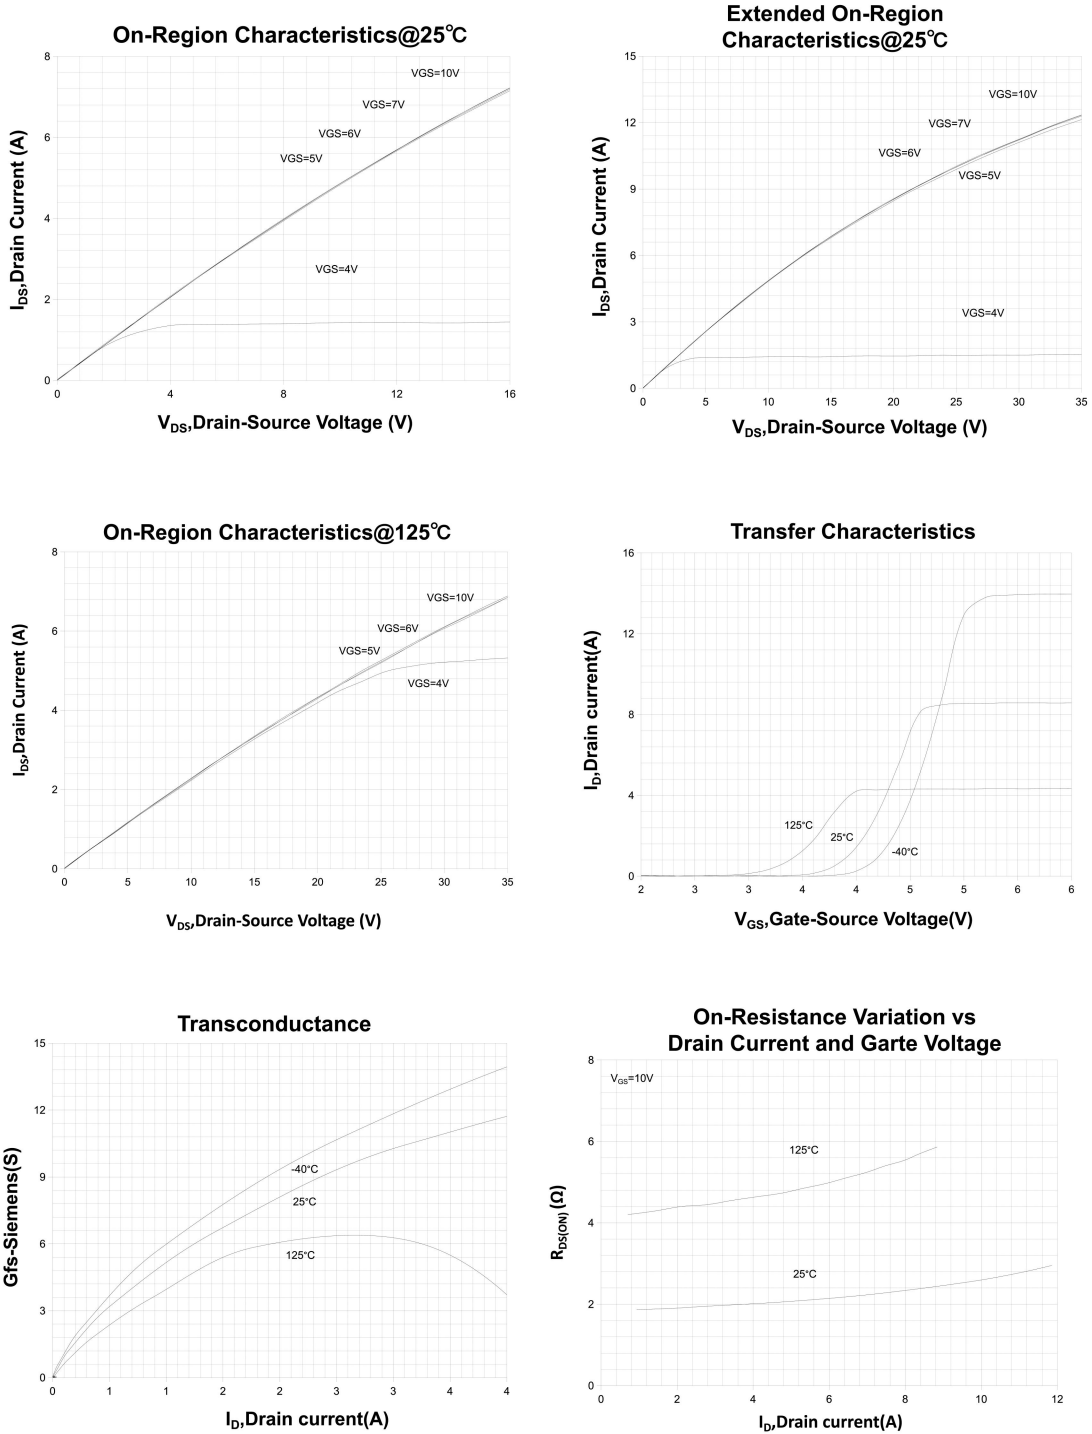 On-Region Characteristics@25℃
8
6
4
2
0
0 4 8 12 16
VGS=10V
VGS=7V
VGS=6V
VGS=5V
VGS=4V
IDS,Drain Current (A)
VDS,Drain-Source Voltage (V)
Extended On-Region
Characteristics@25℃
15
12
9
6
3
0
0 5 10 15 20 25 30 35
VGS=10V
VGS=7V
VGS=6V
VGS=5V
VGS=4V
IDS,Drain Current (A)
VDS,Drain-Source Voltage (V)
On-Region Characteristics@125℃
8
6
4
2
0
0 5 10 15 20 25 30 35
VGS=10V
VGS=6V
VGS=5V
VGS=4V
IDS,Drain Current (A)
VDS,Drain-Source Voltage (V)
Transfer Characteristics
16
12
8
4
0
2 3 3 4 4 5 5 6 6
125°C
25°C
-40°C
ID,Drain current(A)
VGS,Gate-Source Voltage(V)
Transconductance
15
12
9
6
3
0
0 1 1 2 2 3 3 4 4
-40°C
25°C
125°C
Gfs-Siemens(S)
ID,Drain current(A)
On-Resistance Variation vs
Drain Current and Garte Voltage
8
6
4
2
0
0 2 4 6 8 10 12
VGS=10V
125°C
25°C
RDS(ON) (Ω)
ID,Drain current(A)